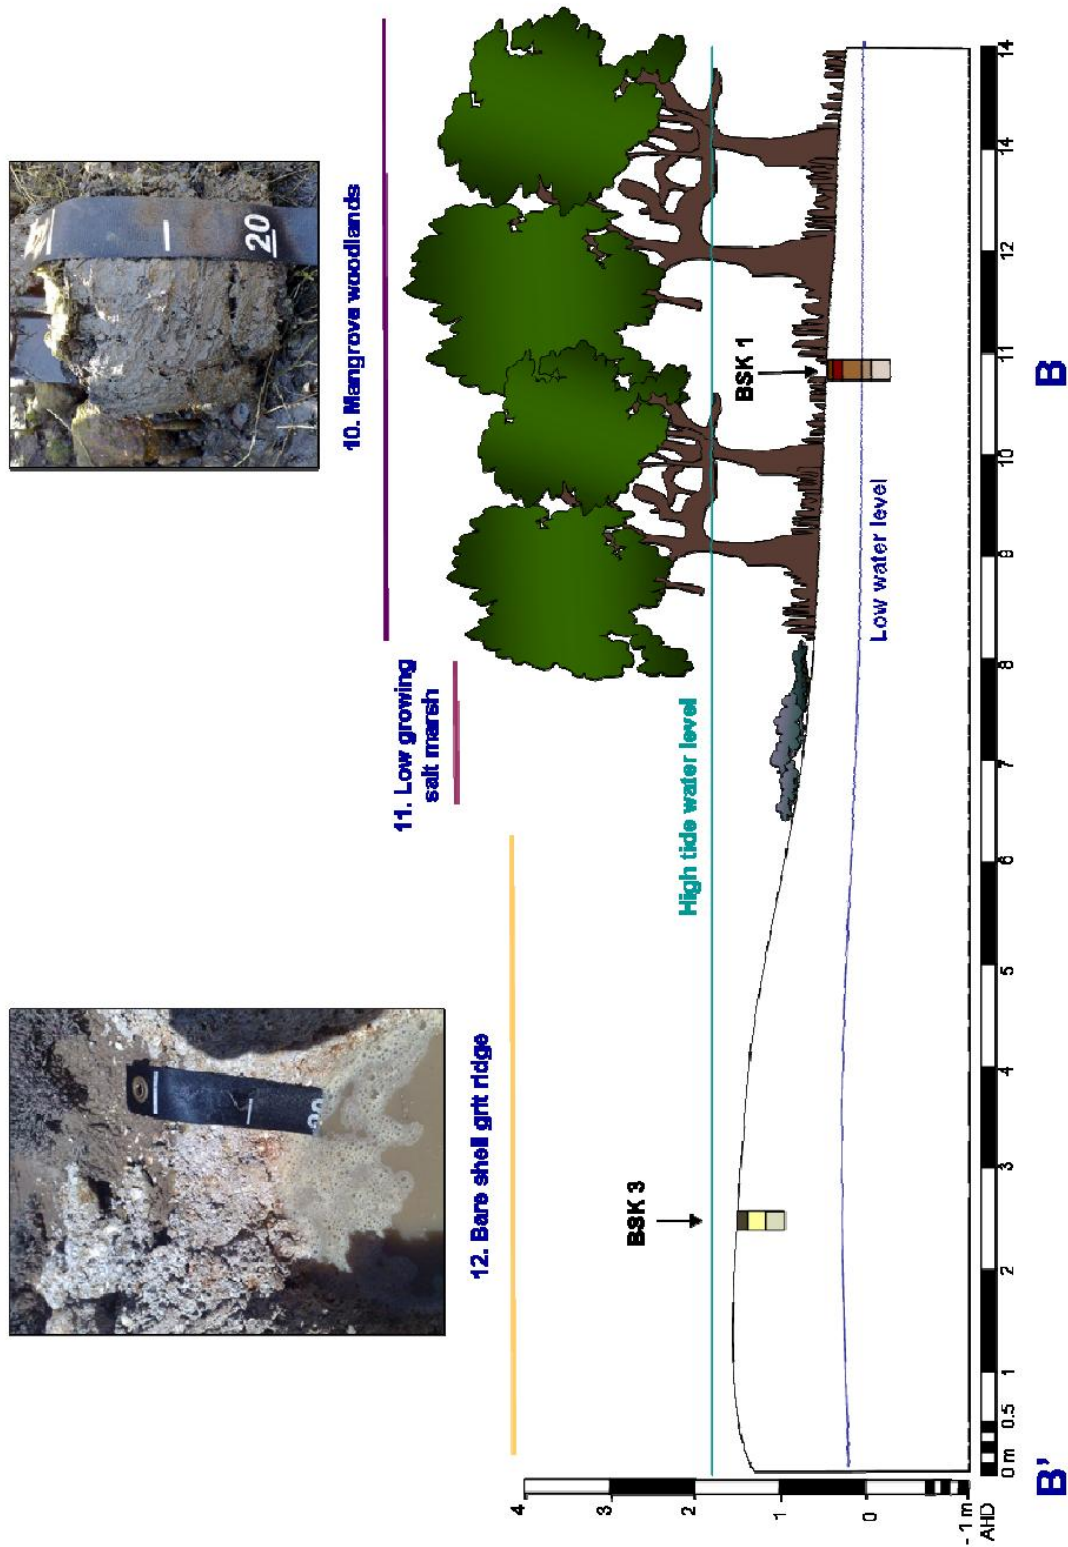 12. Bare shell grit ridge
11. Low growing
salt marsh
10. Mangrove woodlands
20
BSK 3
BSK 1
High tide water level
Low water level
4
3
2
1
0
- 1 m
AHD
0 m 0.5 1 2 3 4 5 6 7 8 9 10 11 12 14 14
B'
B